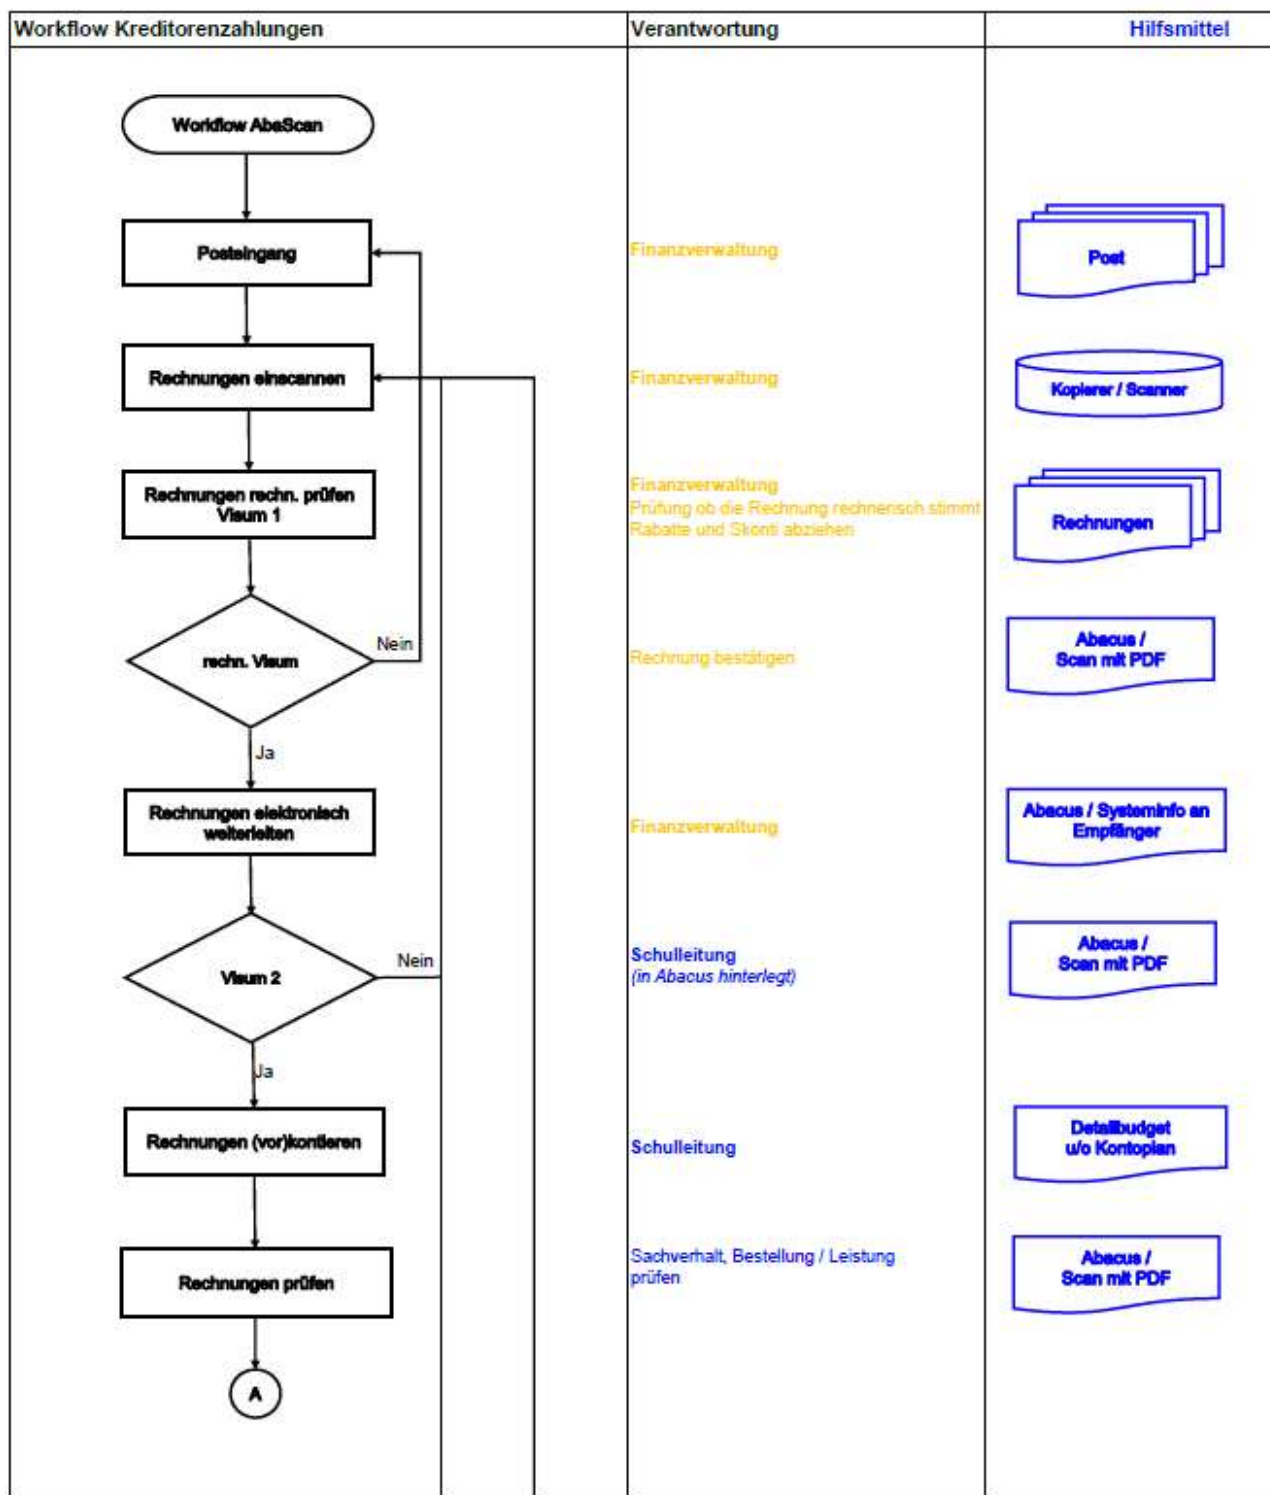 Workflow Kreditorenzahlungen
Verantwortung
Hilfsmittel
Workflow AbaScan
Posteingang
Finanzverwaltung
Post
Rechnungen einscannen
Finanzverwaltung
Kopierer / Scanner
Rechnungen rechn. prüfen
Visum 1
Finanzverwaltung
Prüfung ob die Rechnung rechnerisch stimmt
Rabatte und Skonti abziehen
Rechnungen
rechn. Visum
Nein
Rechnung bestätigen
Abacus /
Scan mit PDF
Ja
Rechnungen elektronisch
weiterleiten
Finanzverwaltung
Abacus / Systeminfo an
Empfänger
Visum 2
Nein
Schulleitung
(in Abacus hinterlegt)
Abacus /
Scan mit PDF
Ja
Rechnungen (vor)kontieren
Schulleitung
Detailbudget
u/o Kontoplan
Rechnungen prüfen
Sachverhalt, Bestellung / Leistung
prüfen
Abacus /
Scan mit PDF
A